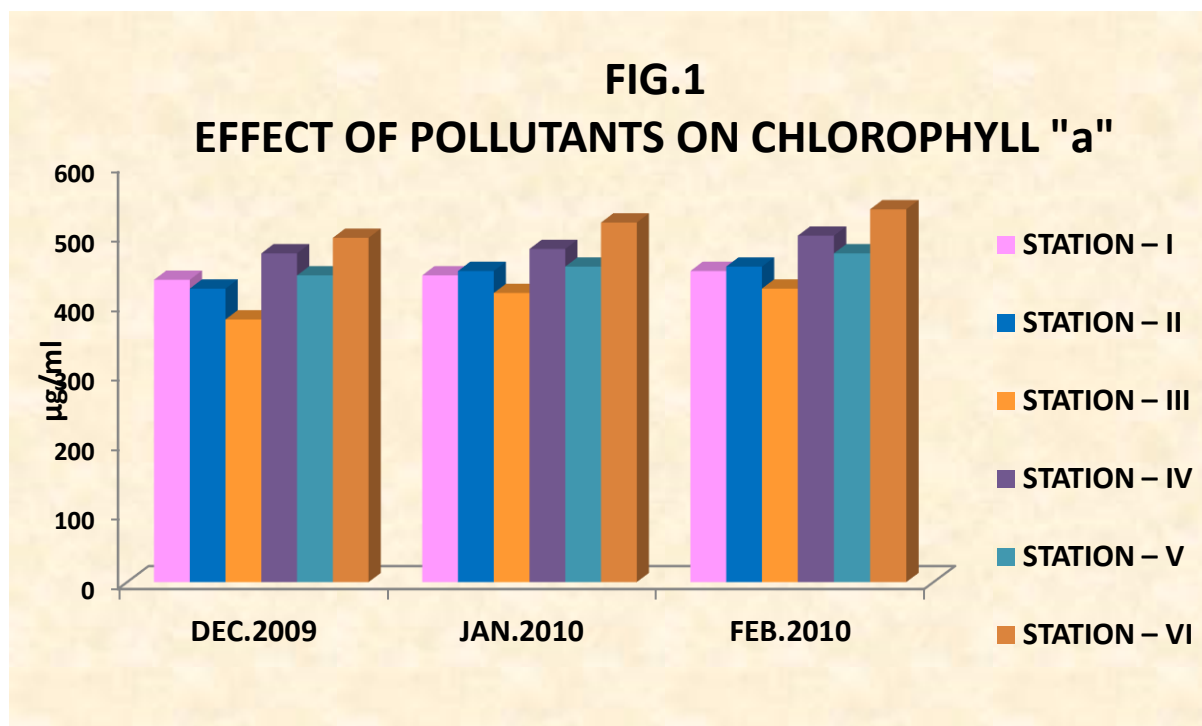 FIG.1
EFFECT OF POLLUTANTS ON CHLOROPHYLL "a"
600
500
400
300
200
100
0
µg/ml
DEC.2009
JAN.2010
FEB.2010
STATION – I
STATION – II
STATION – III
STATION – IV
STATION – V
STATION – VI